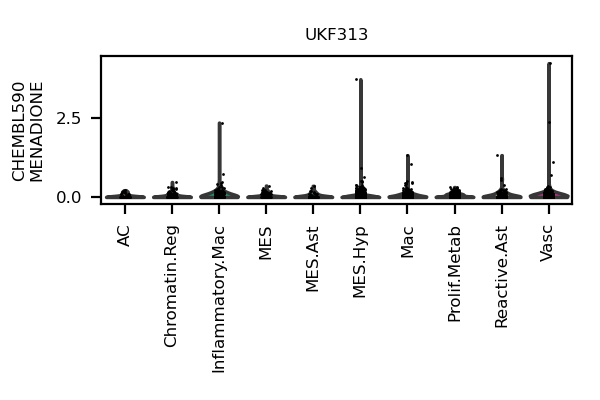 UKF313
CHEMBL590
MENADIONE
2.5
0.0
AC
Chromatin.Reg
Inflammatory.Mac
MES
MES.Ast
MES.Hyp
Mac
Prolif.Metab
Reactive.Ast
Vasc